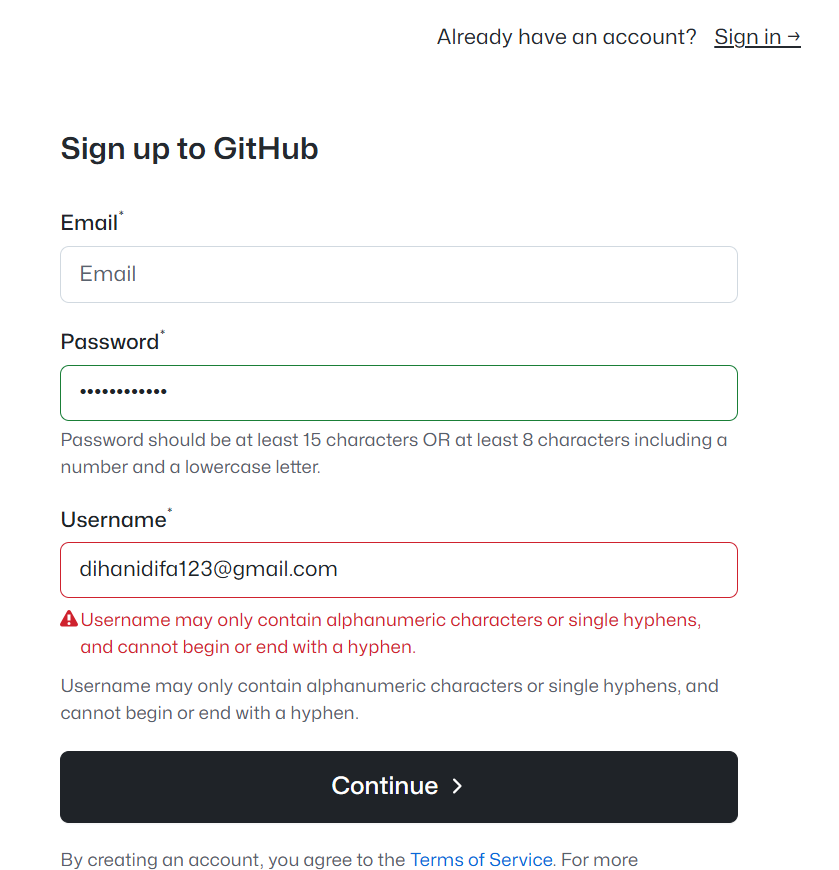 Already have an account? Sign in →
Sign up to GitHub
Email*
Email
Password*
••••••••••••
Password should be at least 15 characters OR at least 8 characters including a
number and a lowercase letter.
Username*
dihanidifa123@gmail.com
Username may only contain alphanumeric characters or single hyphens,
and cannot begin or end with a hyphen.
Username may only contain alphanumeric characters or single hyphens, and
cannot begin or end with a hyphen.
Continue >
By creating an account, you agree to the Terms of Service. For more